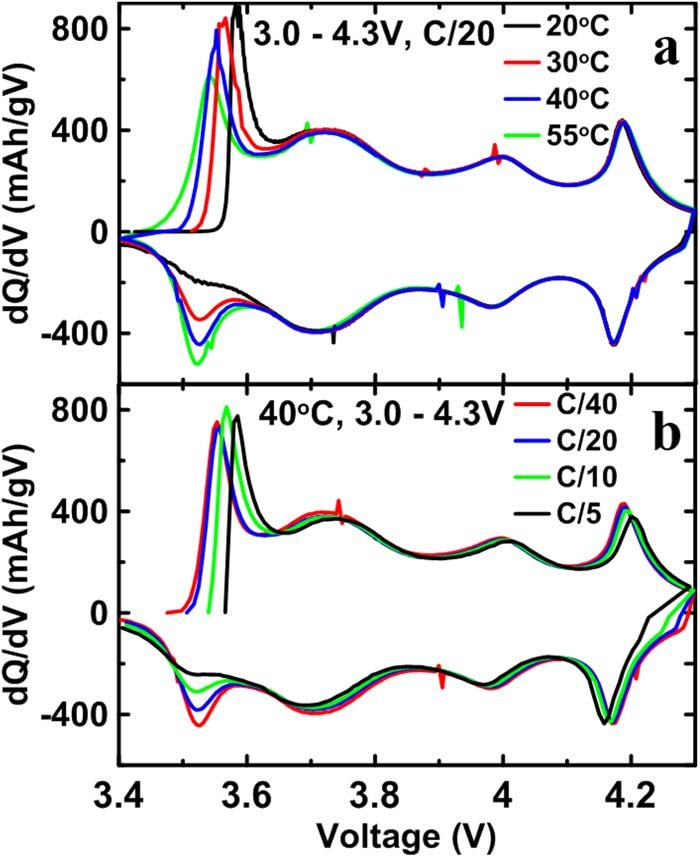 800
400
0
-400
dQ/dV (mAh/gV)
3.0 - 4.3V, C/20
20°C
30°C
40°C
55°C
a
800
400
0
-400
dQ/dV (mAh/gV)
40°C, 3.0 - 4.3V
C/40
C/20
C/10
C/5
b
3.4
3.6
3.8
4
4.2
Voltage (V)